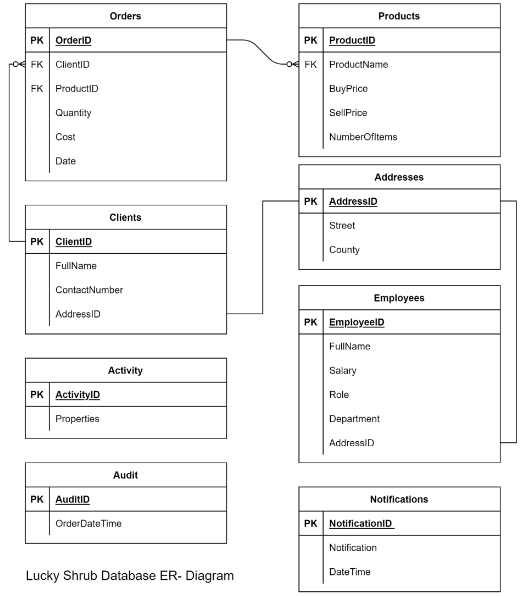 Orders
PK OrderID
FK ClientID
FK ProductID
Quantity
Cost
Date
Products
PK ProductID
FK ProductName
BuyPrice
SellPrice
NumberOfItems
Addresses
PK AddressID
Street
County
Clients
PK ClientID
FullName
ContactNumber
AddressID
Employees
PK EmployeeID
FullName
Salary
Role
Department
AddressID
Activity
PK ActivityID
Properties
Audit
PK AuditID
OrderDateTime
Notifications
PK NotificationID
Notification
DateTime
Lucky Shrub Database ER- Diagram